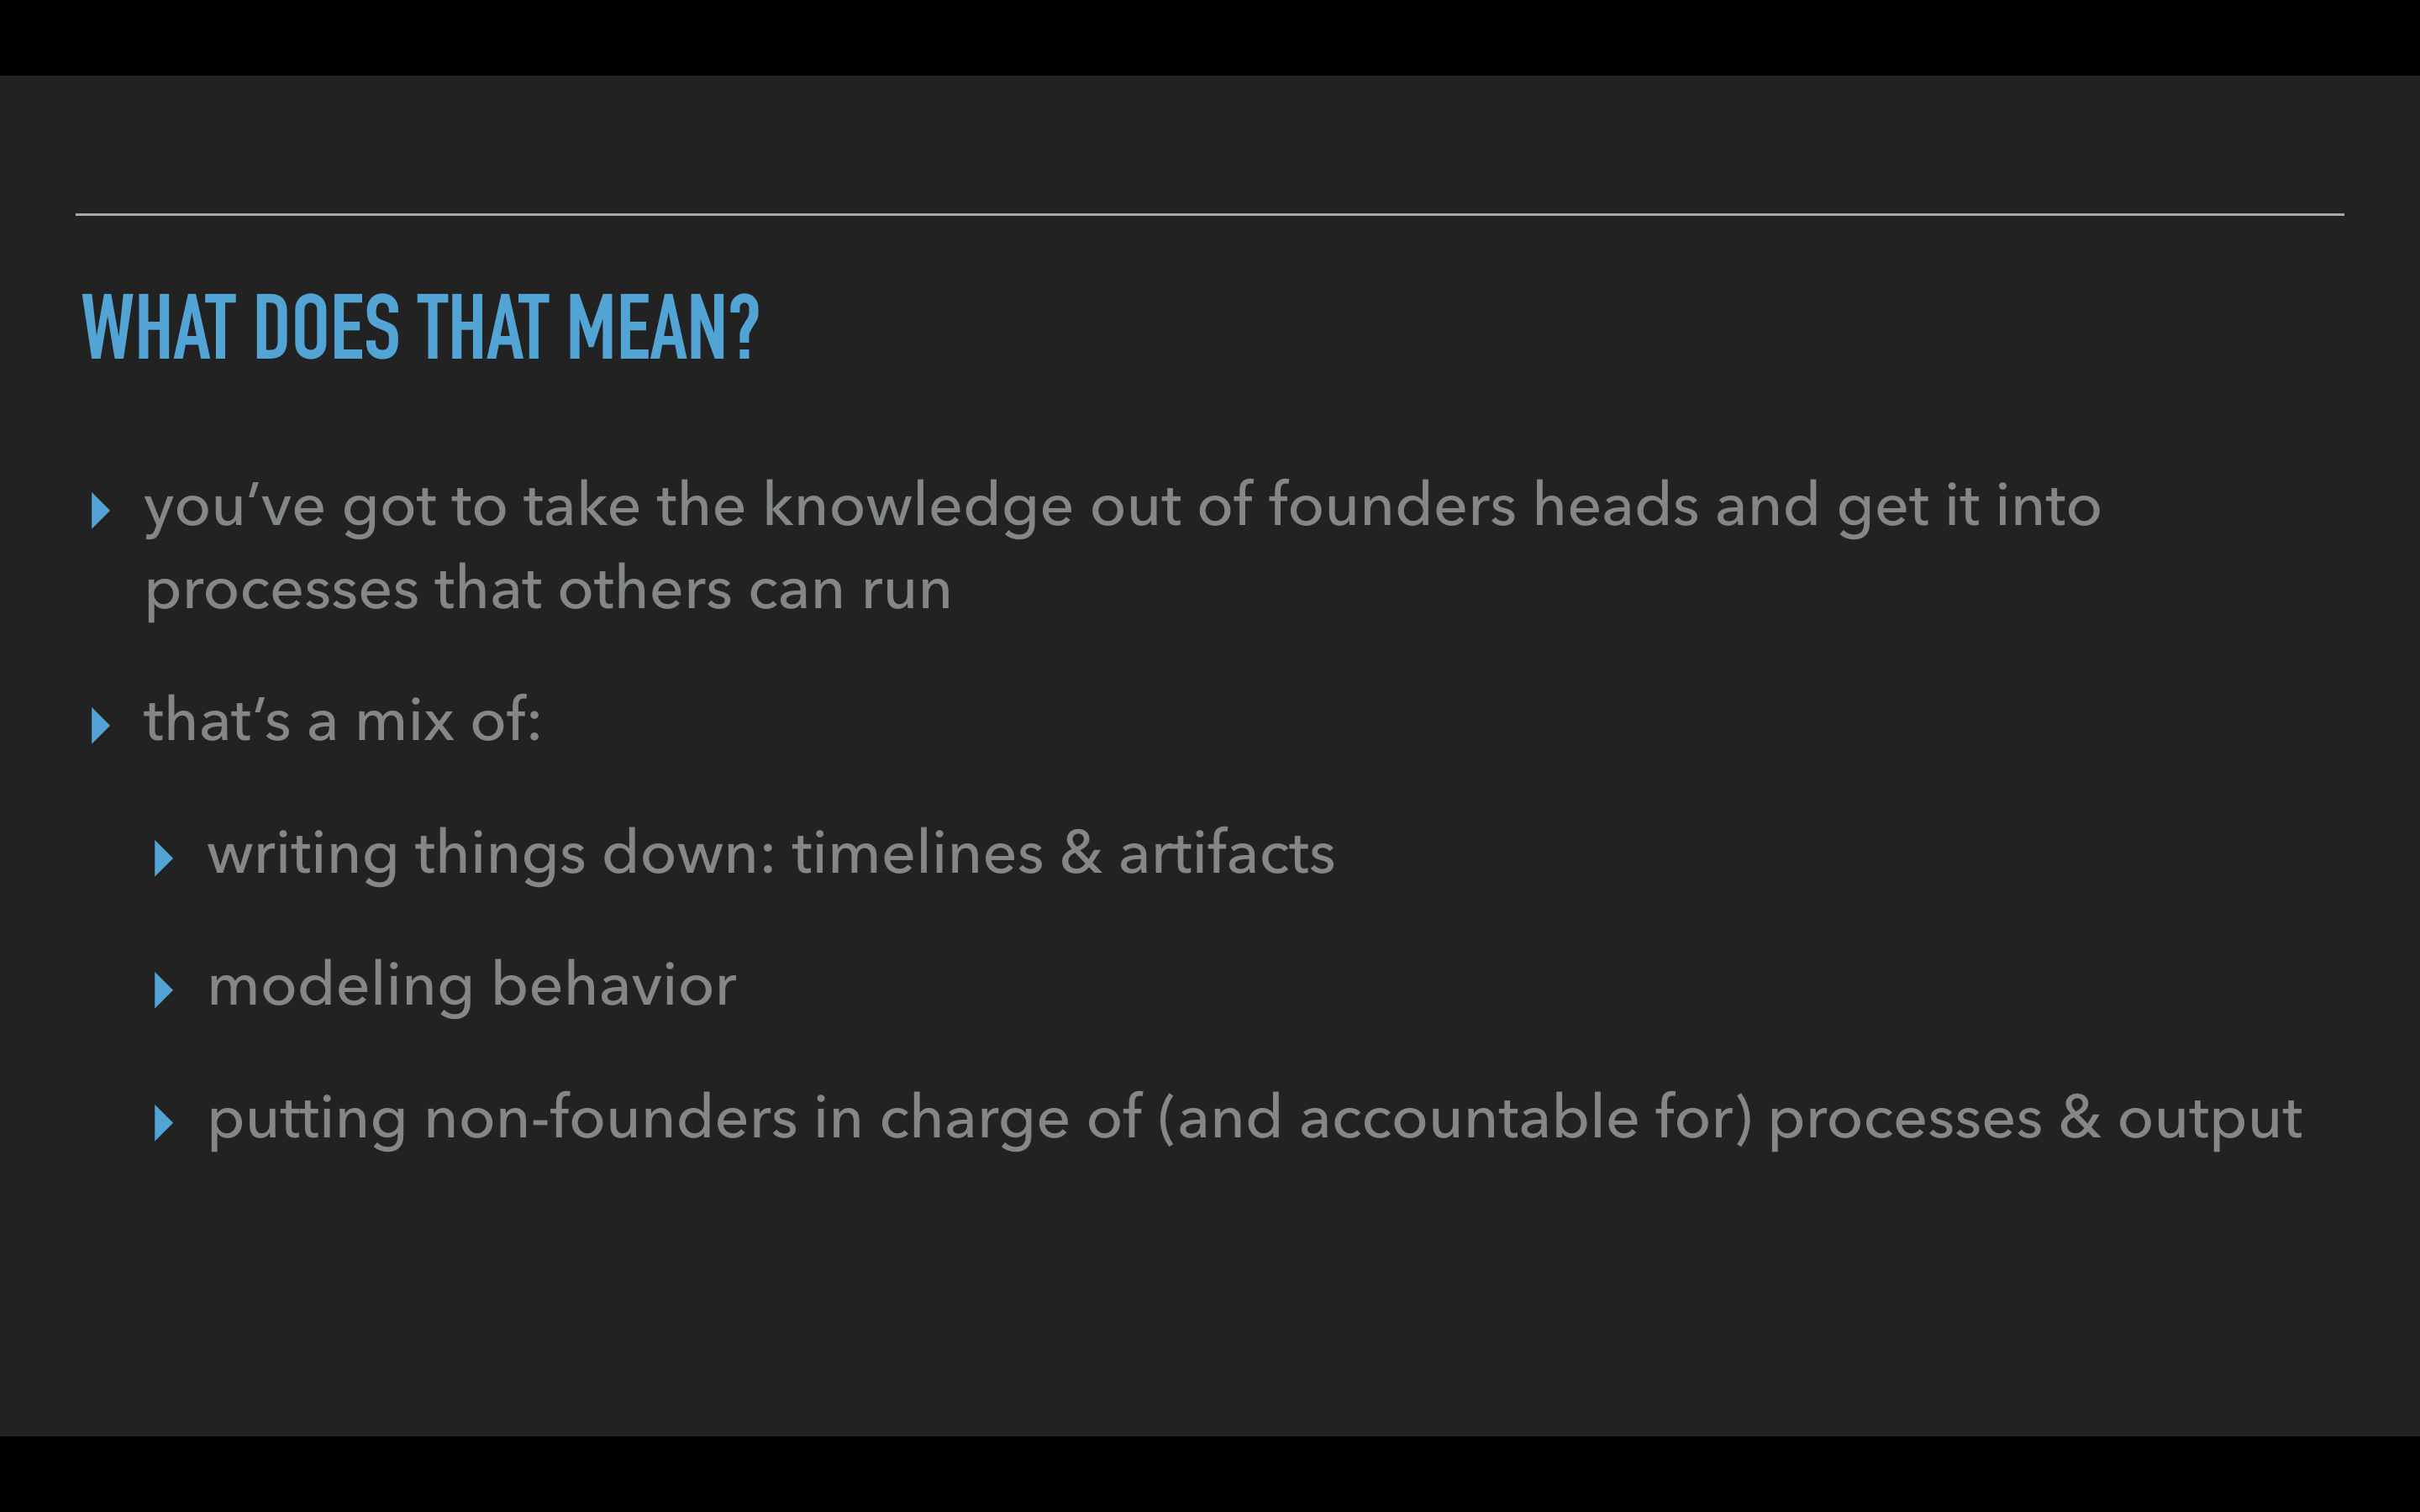 WHAT DOES THAT MEAN?
you‘ve got to take the knowledge out of founders heads and get it into
processes that others can run
that‘s a mix of:
writing things down: timelines & artifacts
modeling behavior
putting non-founders in charge of (and accountable for) processes & output